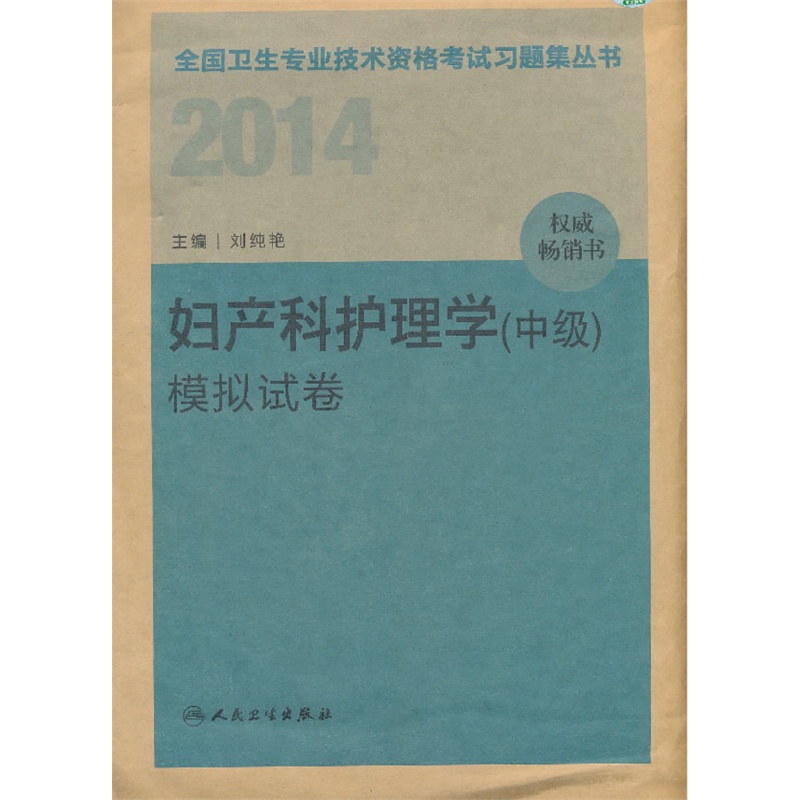 全国卫生专业技术资格考试习题集丛书
2014
权威
畅销书
主编 | 刘纯艳
妇产科护理学(中级)
模拟试卷
人民卫生出版社